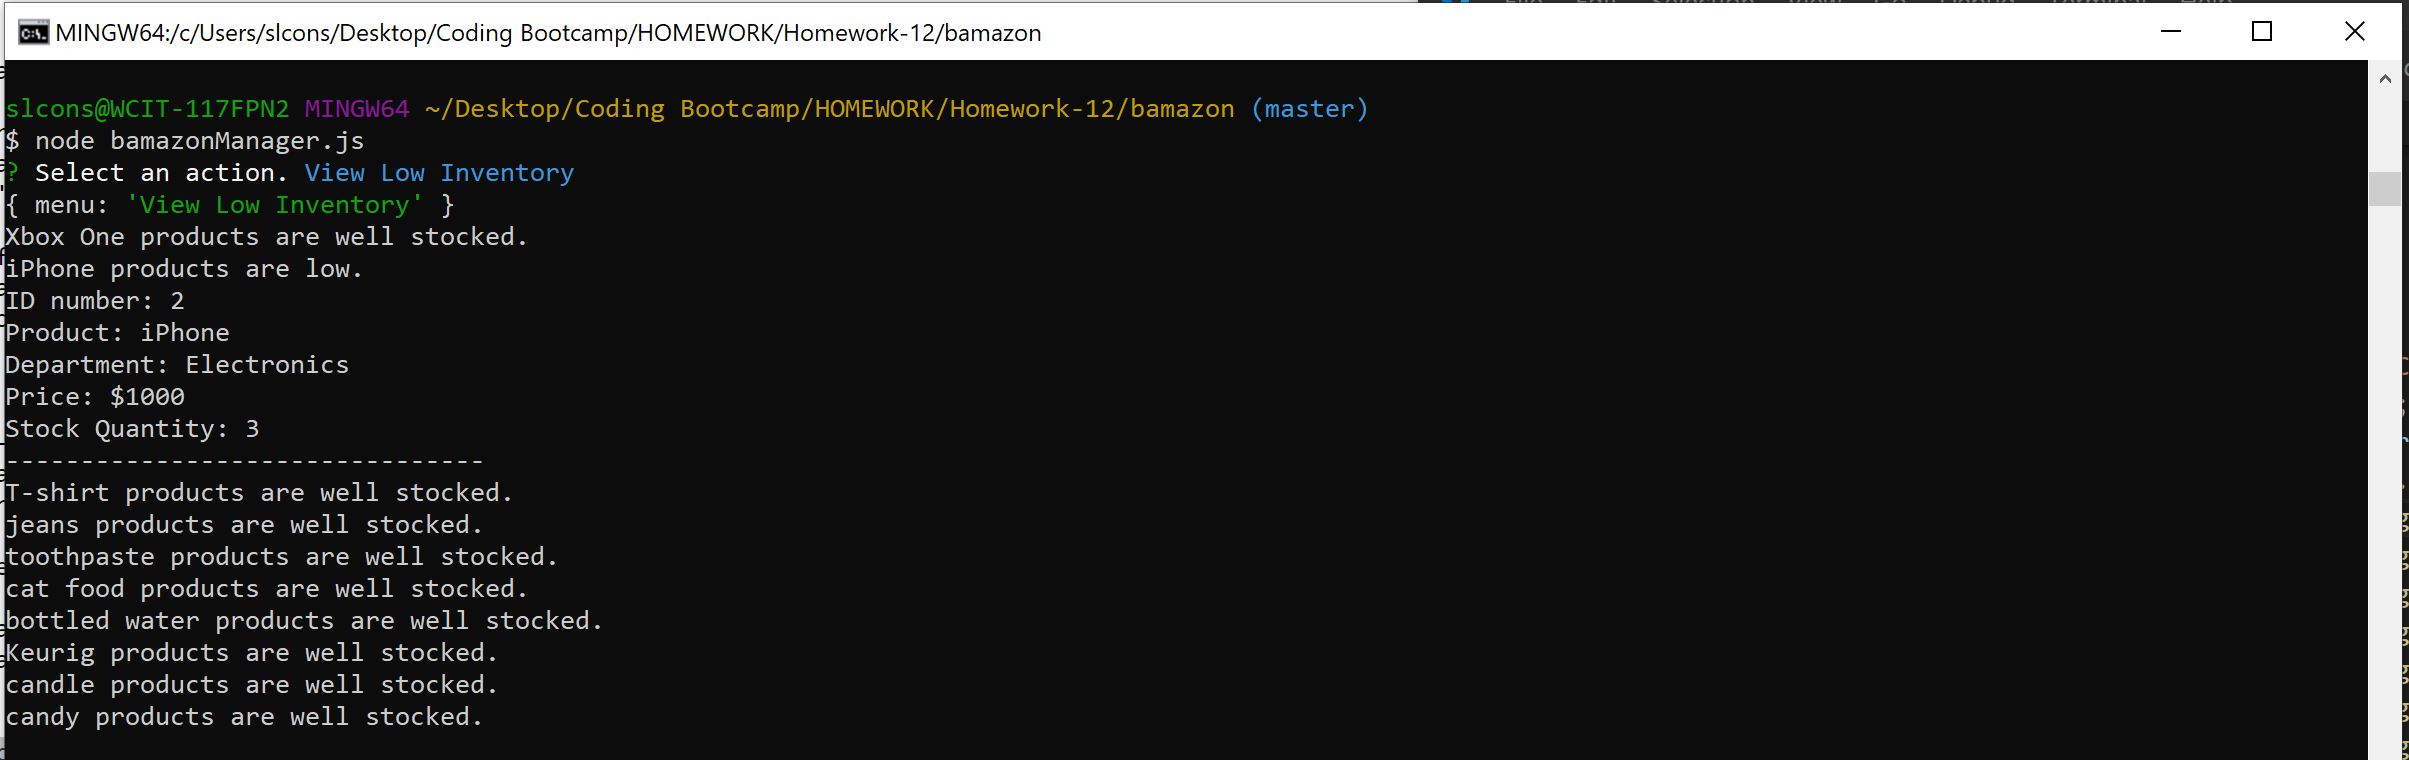 MINGW64:/c/Users/slcons/Desktop/Coding Bootcamp/HOMEWORK/Homework-12/bamazon
slcons@WCIT-117FPN2 MINGW64 ~/Desktop/Coding Bootcamp/HOMEWORK/Homework-12/bamazon (master)
$ node bamazonManager.js
? Select an action. View Low Inventory
{ menu: 'View Low Inventory' }
Xbox One products are well stocked.
iPhone products are low.
ID number: 2
Product: iPhone
Department: Electronics
Price: $1000
Stock Quantity: 3
--------------------------------
T-shirt products are well stocked.
jeans products are well stocked.
toothpaste products are well stocked.
cat food products are well stocked.
bottled water products are well stocked.
Keurig products are well stocked.
candle products are well stocked.
candy products are well stocked.